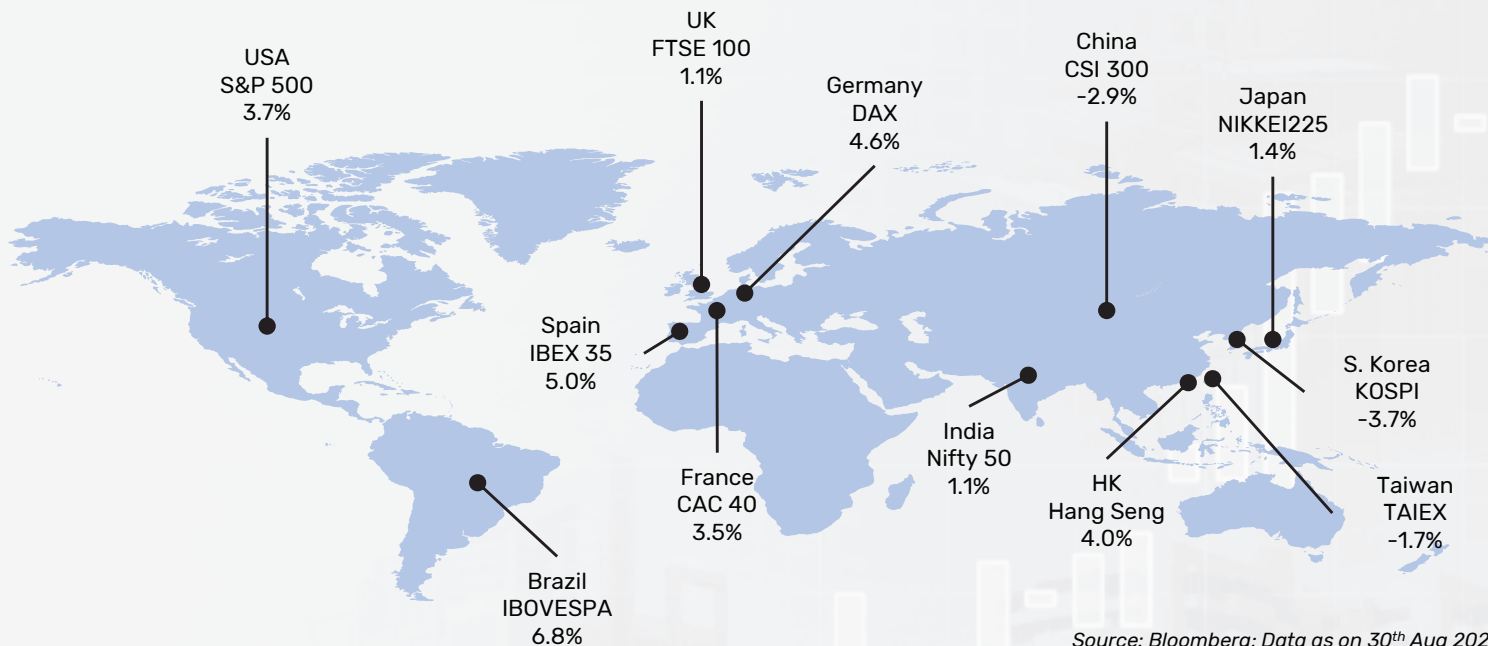 USA
S&P 500
3.7%
UK
FTSE 100
1.1%
Germany
DAX
4.6%
China
CSI 300
-2.9%
Japan
NIKKEI225
1.4%
Spain
IBEX 35
5.0%
France
CAC 40
3.5%
Brazil
IBOVESPA
6.8%
India
Nifty 50
1.1%
HK
Hang Seng
4.0%
S. Korea
KOSPI
-3.7%
Taiwan
TAIEX
-1.7%
Source: Bloomberg; Data as on 30th Aug